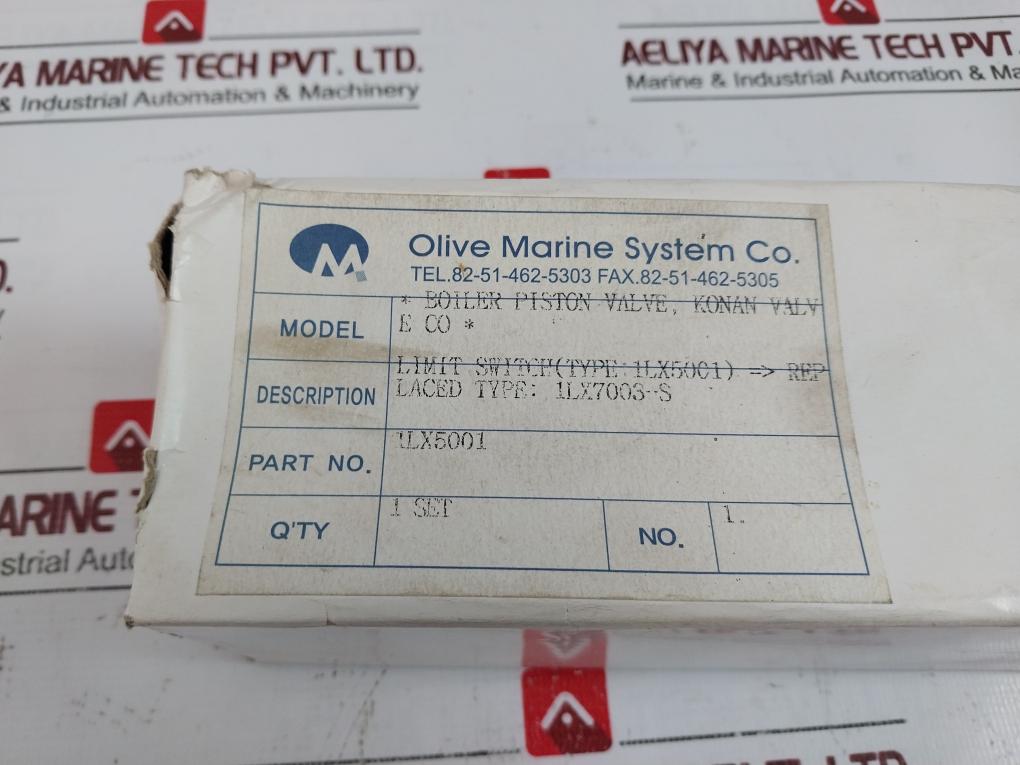 YA MARINE TECH PVT. LTD.
& Industrial Automation & Machinery
AELIYA MARINE TECH PVT.
Marine & Industrial Automation & Ma
D.
ARINE T
strial Auto
Olive Marine System Co.
TEL.82-51-462-5303 FAX.82-51-462-5305
MODEL
* BOILER PISTON VALVE, KONAN VALV
E CO *
DESCRIPTION
LIMIT SWITCH(TYPE:1LX5001) => REP
LACED TYPE: 1LX7003-S
PART NO.
1LX5001
Q'TY
1 SET
NO.
1.